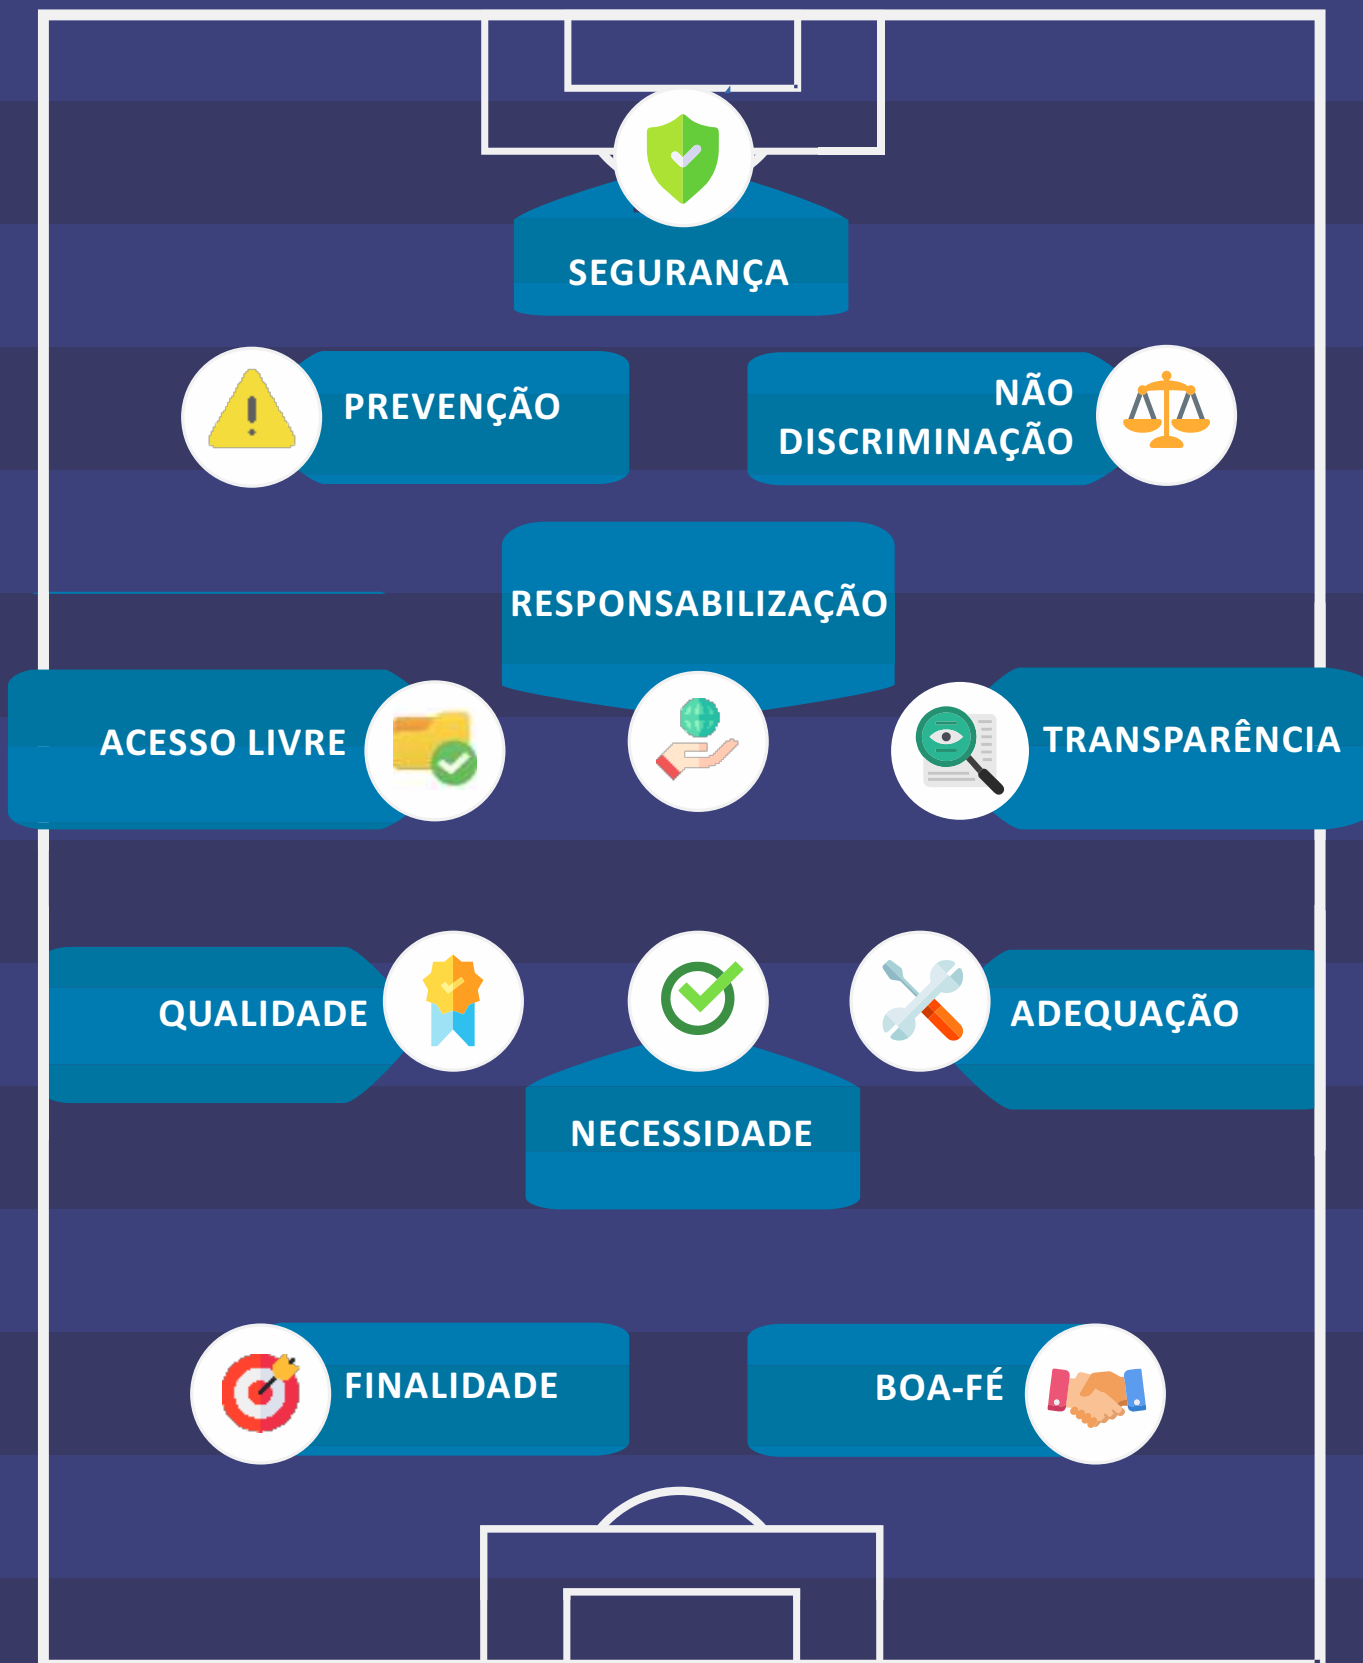 SEGURANÇA
PREVENÇÃO
NÃO
DISCRIMINAÇÃO
RESPONSABILIZAÇÃO
ACESSO LIVRE
TRANSPARÊNCIA
QUALIDADE
ADEQUAÇÃO
NECESSIDADE
FINALIDADE
BOA-FÉ